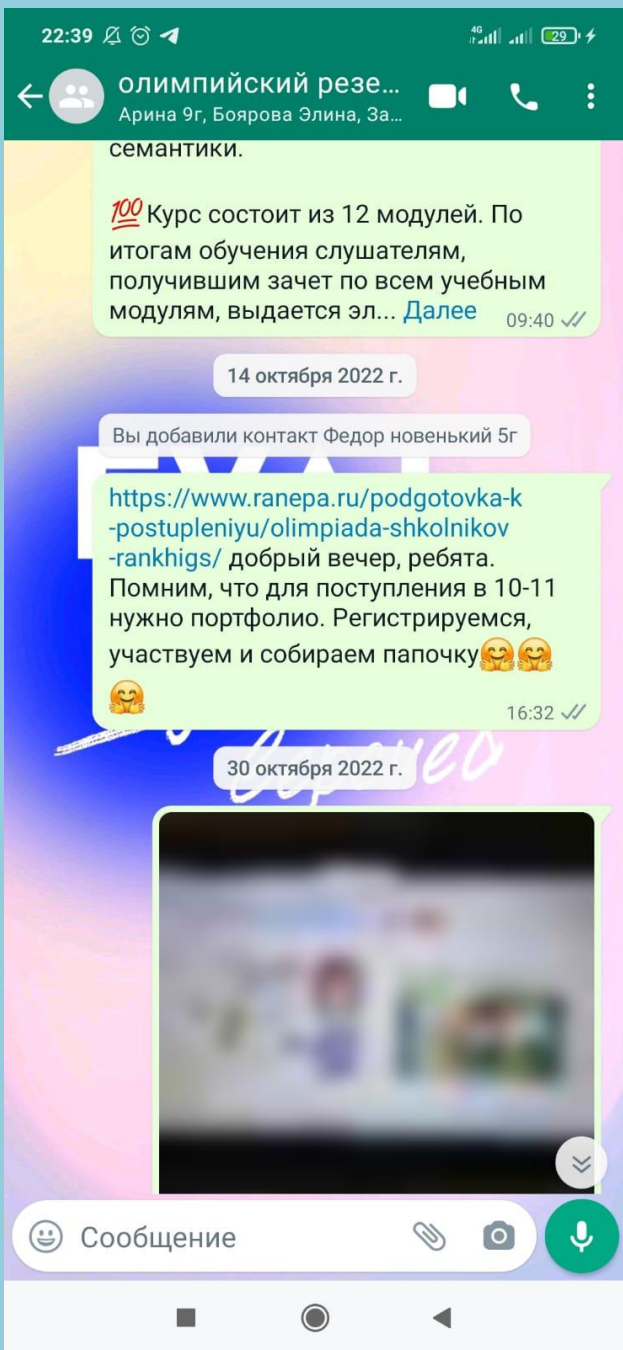 22:39
4G
29
олимпийский резе...
Арина 9г, Боярова Элина, За...
семантики.
💯Курс состоит из 12 модулей. По
итогам обучения слушателям,
получившим зачет по всем учебным
модулям, выдается эл... Далее
09:40
14 октября 2022 г.
Вы добавили контакт Федор новенький 5г
https://www.ranepa.ru/podgotovka-k
-postupleniyu/olimpiada-shkolnikov
-rankhigs/ добрый вечер, ребята.
Помним, что для поступления в 10-11
нужно портфолио. Регистрируемся,
участвуем и собираем папочку🤗🤗
🤗
16:32
30 октября 2022 г.
Сообщение